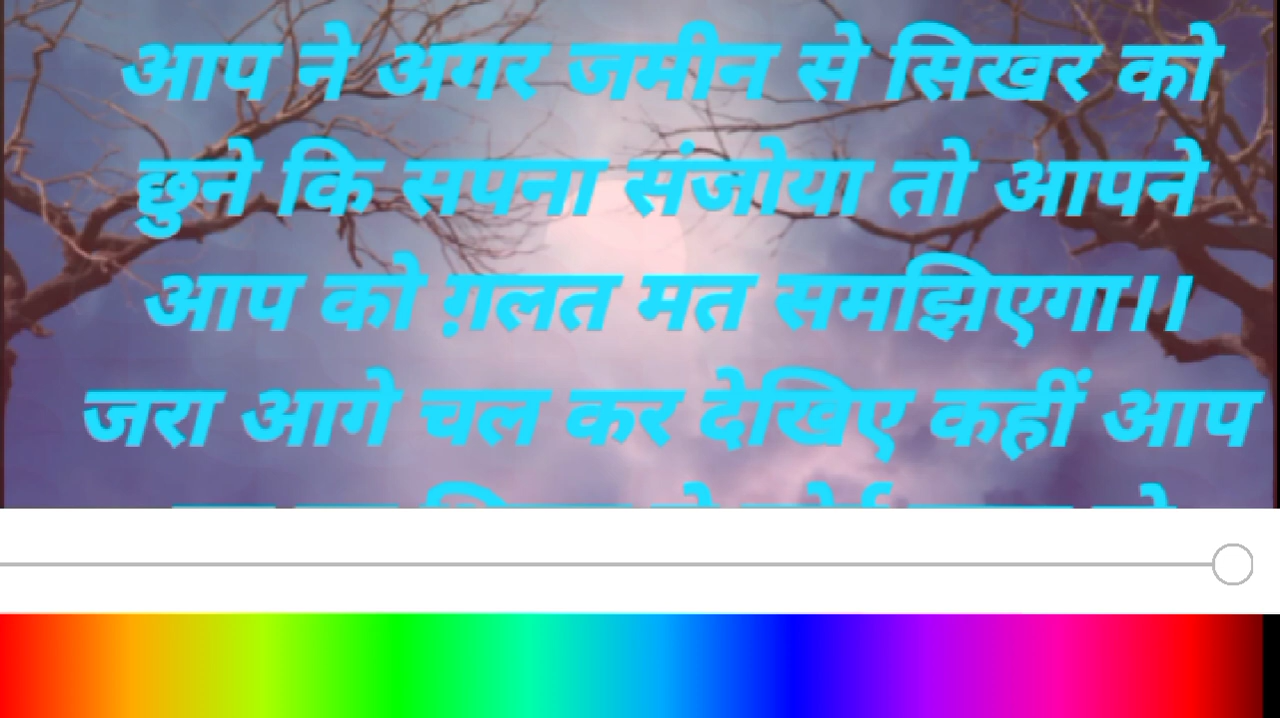 आप ने अगर जमीन से सिखर को
छुने कि सपना संजोया तो आपने
आप को ग़लत मत समझिएगा।।
जरा आगे चल कर देखिए कहीं आप